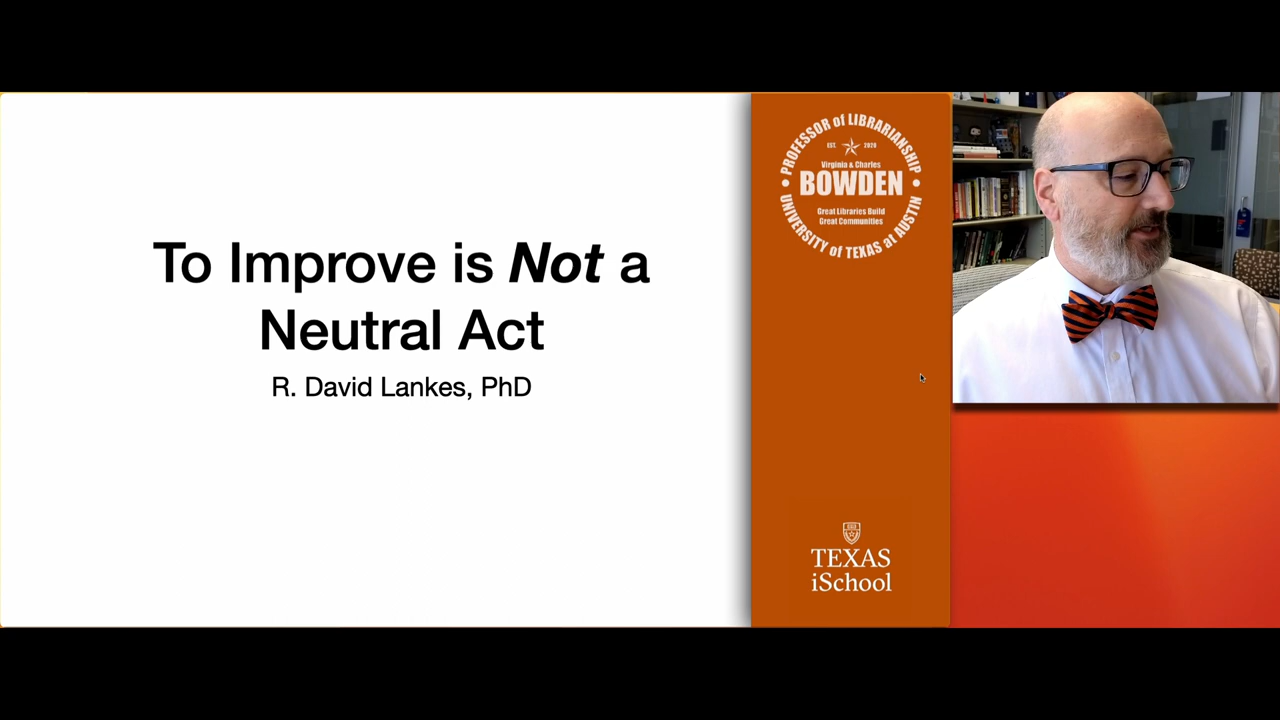 To Improve is Not a
Neutral Act
R. David Lankes, PhD
PROFESSOR of LIBRARIANSHIP
EST. 2020
Virginia & Charles
BOWDEN
Great Libraries Build
Great Communities
UNIVERSITY of TEXAS at AUSTIN
TEXAS
iSchool